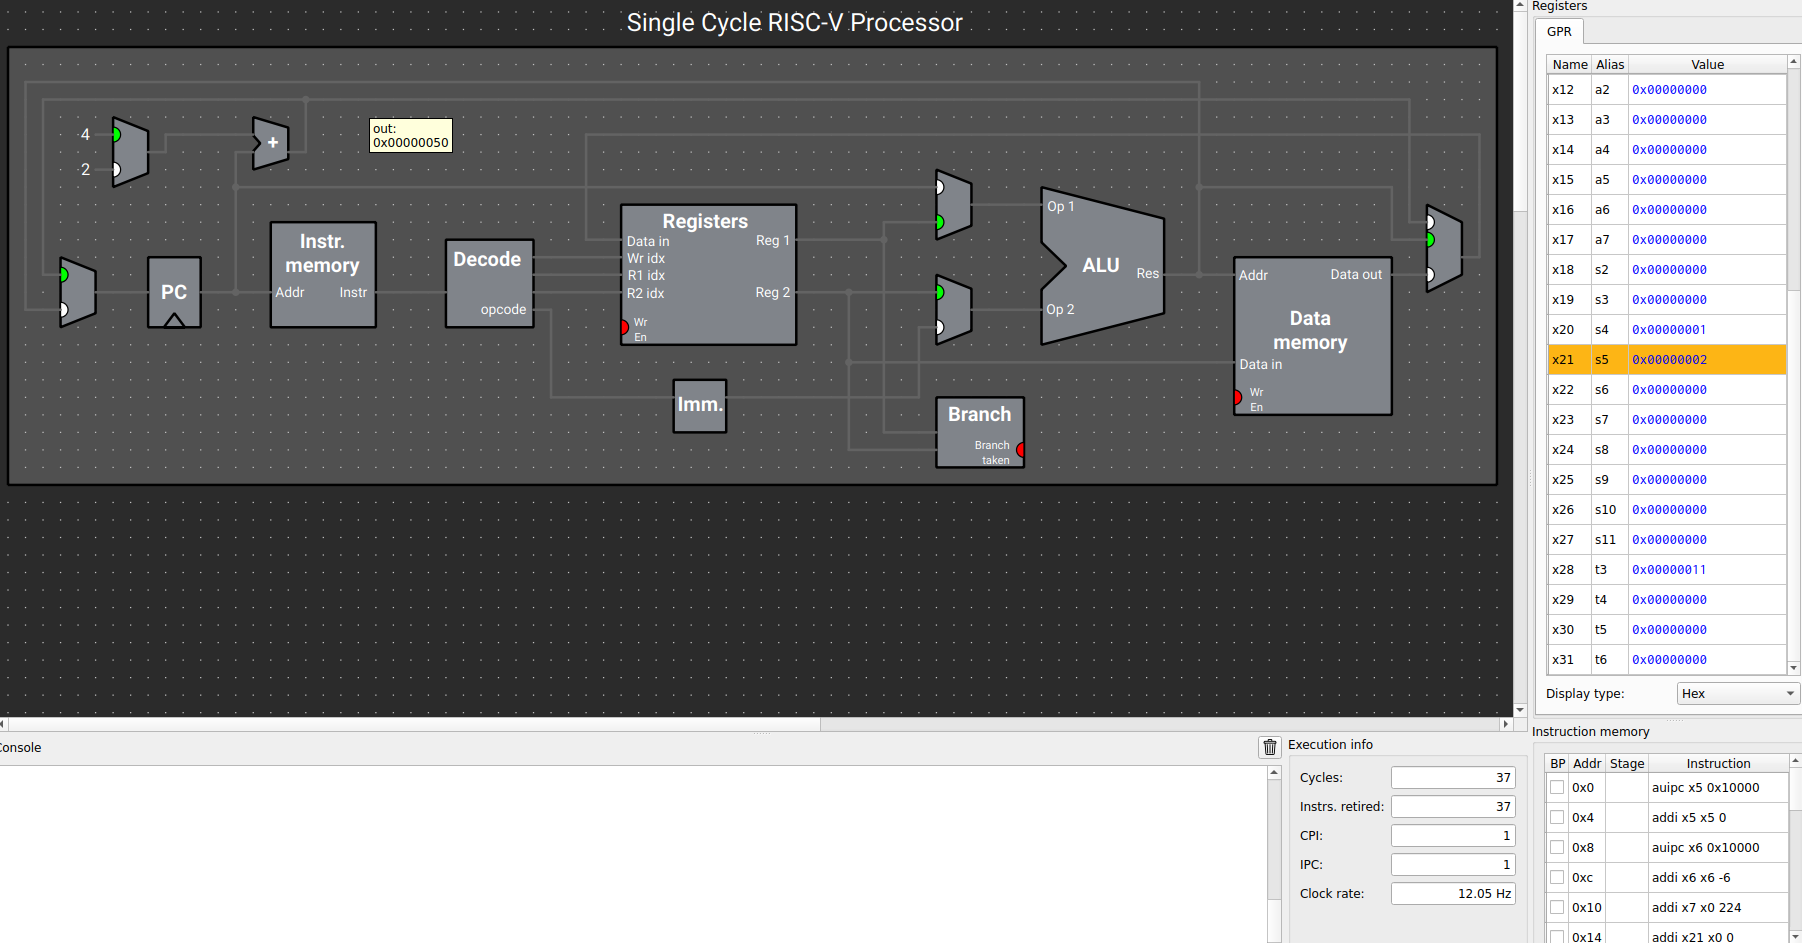 Single Cycle RISC-V Processor
4
2
+
out:
0x00000050
PC
Instr.
memory
Addr
Instr
Decode
opcode
Registers
Data in
Wr idx
R1 idx
R2 idx
Wr
En
Reg 1
Reg 2
Imm.
Op 1
Op 2
ALU
Res
Branch
Branch
taken
Addr
Data out
Data
memory
Data in
Wr
En
Registers
GPR
Name Alias Value
x12 a2 0x00000000
x13 a3 0x00000000
x14 a4 0x00000000
x15 a5 0x00000000
x16 a6 0x00000000
x17 a7 0x00000000
x18 s2 0x00000000
x19 s3 0x00000000
x20 s4 0x00000001
x21 s5 0x00000002
x22 s6 0x00000000
x23 s7 0x00000000
x24 s8 0x00000000
x25 s9 0x00000000
x26 s10 0x00000000
x27 s11 0x00000000
x28 t3 0x00000011
x29 t4 0x00000000
x30 t5 0x00000000
x31 t6 0x00000000
Display type: Hex
Console
Execution info
Cycles: 37
Instrs. retired: 37
CPI: 1
IPC: 1
Clock rate: 12.05 Hz
Instruction memory
BP Addr Stage Instruction
0x0 auipc x5 0x10000
0x4 addi x5 x5 0
0x8 auipc x6 0x10000
0xc addi x6 x6 -6
0x10 addi x7 x0 224
0x14 addi x21 x0 0